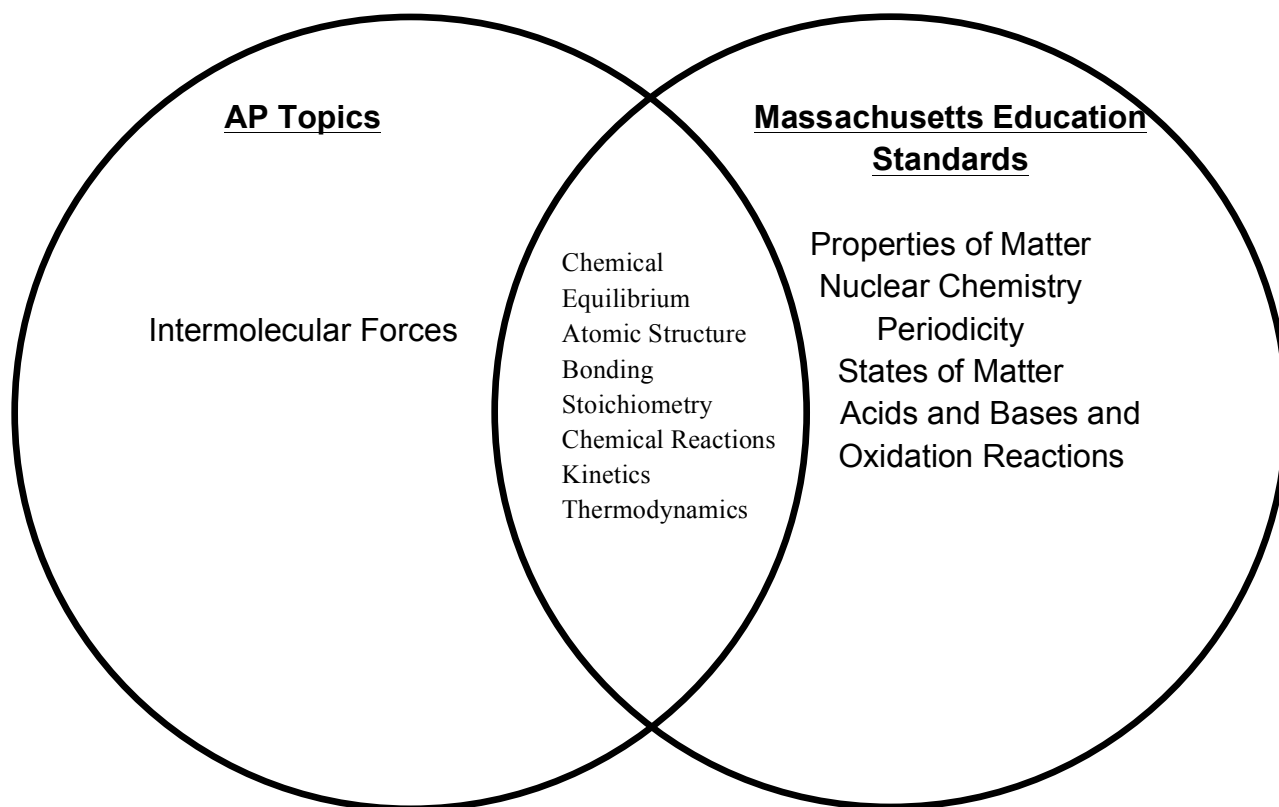 AP Topics
Intermolecular Forces
Chemical
Equilibrium
Atomic Structure
Bonding
Stoichiometry
Chemical Reactions
Kinetics
Thermodynamics
Massachusetts Education
Standards
Properties of Matter
Nuclear Chemistry
Periodicity
States of Matter
Acids and Bases and
Oxidation Reactions